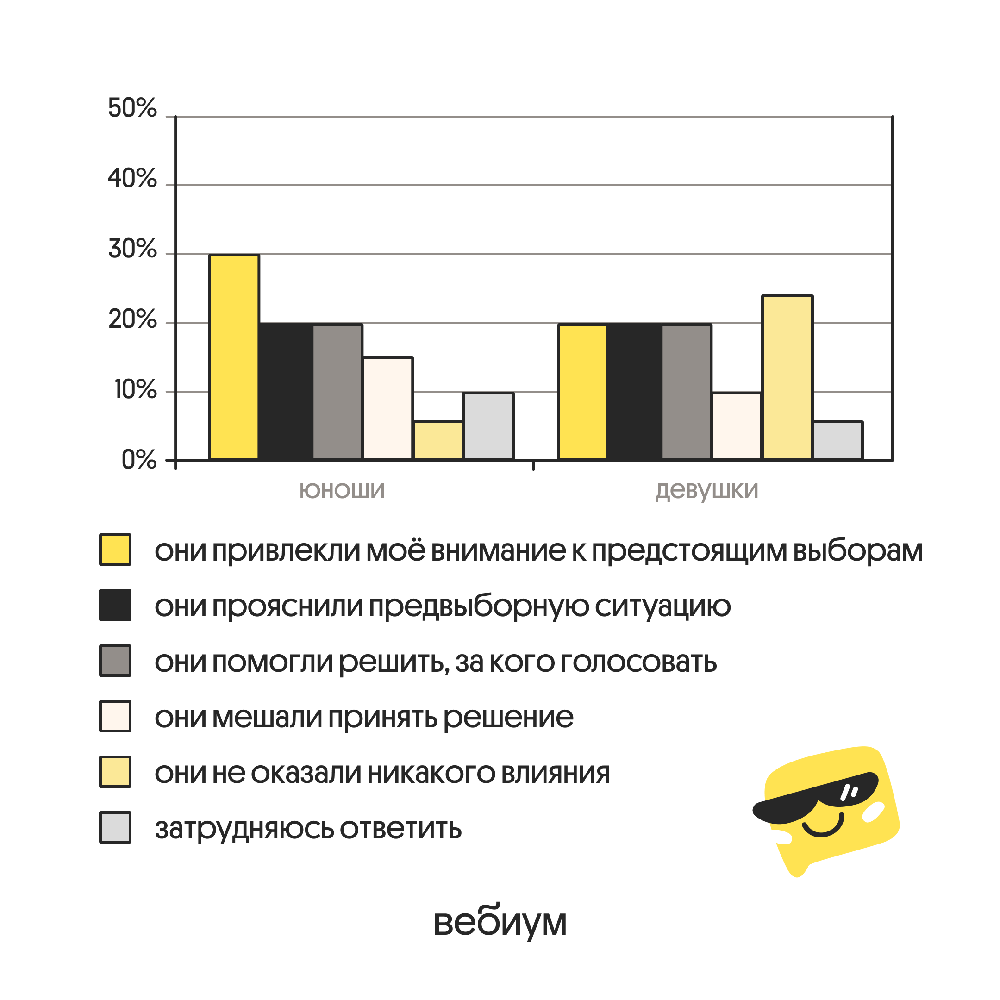 50%
40%
30%
20%
10%
0%
юноши
девушки
они привлекли моё внимание к предстоящим выборам
они прояснили предвыборную ситуацию
они помогли решить, за кого голосовать
они мешали принять решение
они не оказали никакого влияния
затрудняюсь ответить
вебиум